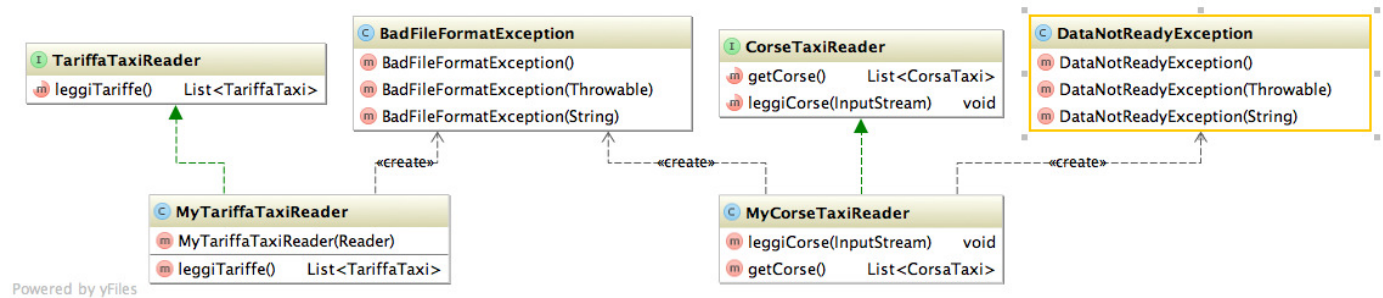 I TariffaTaxiReader
m leggiTariffe() List<TariffaTaxi>
C BadFileFormatException
m BadFileFormatException()
m BadFileFormatException(Throwable)
m BadFileFormatException(String)
I CorseTaxiReader
m getCorse() List<CorsaTaxi>
m leggiCorse(InputStream) void
C DataNotReadyException
m DataNotReadyException()
m DataNotReadyException(Throwable)
m DataNotReadyException(String)
«create»
«create»
«create»
C MyTariffaTaxiReader
m MyTariffaTaxiReader(Reader)
m leggiTariffe() List<TariffaTaxi>
C MyCorseTaxiReader
m leggiCorse(InputStream) void
m getCorse() List<CorsaTaxi>
Powered by yFiles